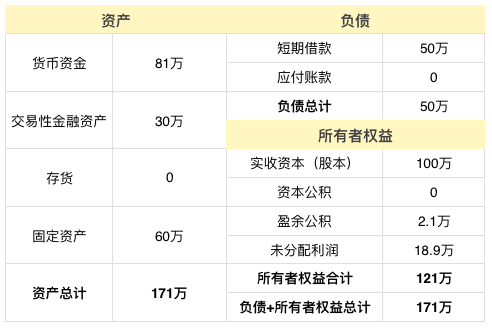 资产 负债
货币资金 81万 短期借款 50万
应付账款 0
交易性金融资产 30万 负债总计 50万
所有者权益
存货 0 实收资本（股本） 100万
资本公积 0
固定资产 60万 盈余公积 2.1万
未分配利润 18.9万
资产总计 171万 所有者权益合计 121万
负债+所有者权益总计 171万